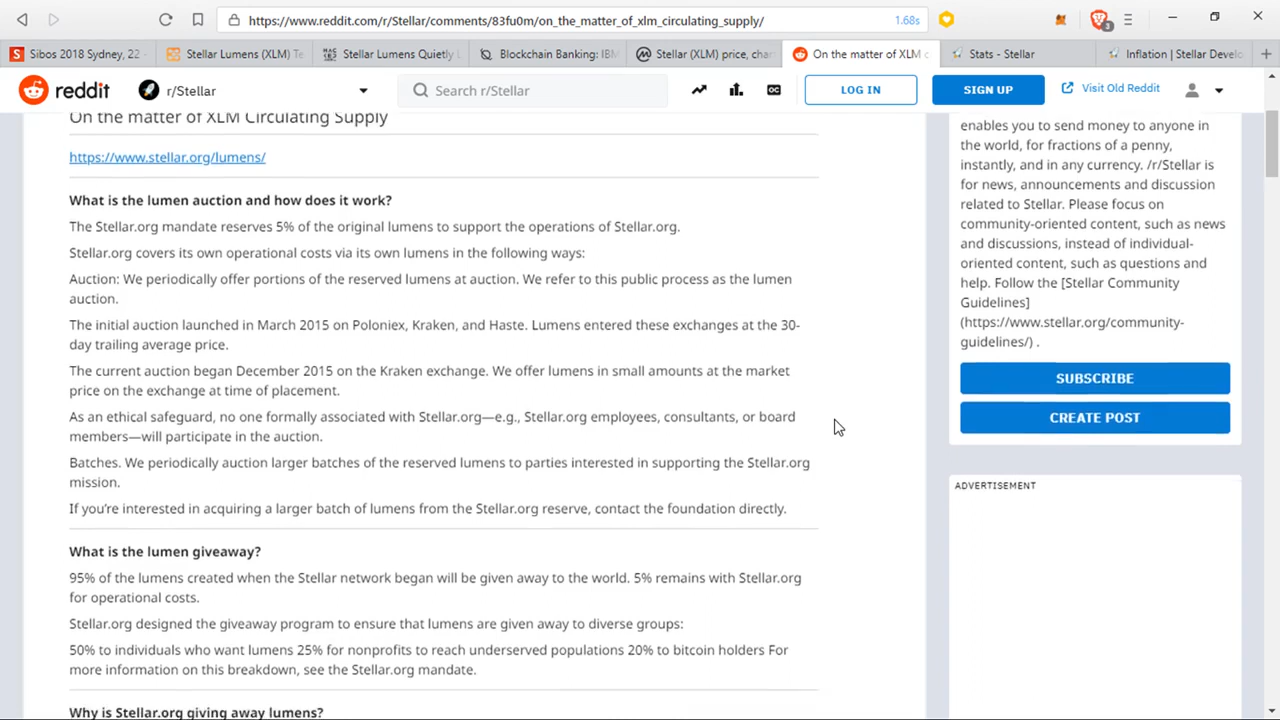 https://www.reddit.com/r/Stellar/comments/83fu0m/on_the_matter_of_xlm_circulating_supply/
1.68s
3
Sibos 2018 Sydney, 22 -
Stellar Lumens (XLM) Te
Stellar Lumens Quietly L
Blockchain Banking: IBM
Stellar (XLM) price, char
On the matter of XLM c
Stats - Stellar
Inflation | Stellar Develo
reddit
r/Stellar
Search r/Stellar
OC
LOG IN
SIGN UP
Visit Old Reddit
On the matter of XLM Circulating Supply
https://www.stellar.org/lumens/
What is the lumen auction and how does it work?
The Stellar.org mandate reserves 5% of the original lumens to support the operations of Stellar.org.
Stellar.org covers its own operational costs via its own lumens in the following ways:
Auction: We periodically offer portions of the reserved lumens at auction. We refer to this public process as the lumen
auction.
The initial auction launched in March 2015 on Poloniex, Kraken, and Haste. Lumens entered these exchanges at the 30-
day trailing average price.
The current auction began December 2015 on the Kraken exchange. We offer lumens in small amounts at the market
price on the exchange at time of placement.
As an ethical safeguard, no one formally associated with Stellar.org—e.g., Stellar.org employees, consultants, or board
members—will participate in the auction.
Batches. We periodically auction larger batches of the reserved lumens to parties interested in supporting the Stellar.org
mission.
If you're interested in acquiring a larger batch of lumens from the Stellar.org reserve, contact the foundation directly.
What is the lumen giveaway?
95% of the lumens created when the Stellar network began will be given away to the world. 5% remains with Stellar.org
for operational costs.
Stellar.org designed the giveaway program to ensure that lumens are given away to diverse groups:
50% to individuals who want lumens 25% for nonprofits to reach underserved populations 20% to bitcoin holders For
more information on this breakdown, see the Stellar.org mandate.
Why is Stellar.org giving away lumens?
enables you to send money to anyone in
the world, for fractions of a penny,
instantly, and in any currency. /r/Stellar is
for news, announcements and discussion
related to Stellar. Please focus on
community-oriented content, such as news
and discussions, instead of individual-
oriented content, such as questions and
help. Follow the [Stellar Community
Guidelines]
(https://www.stellar.org/community-
guidelines/) .
SUBSCRIBE
CREATE POST
ADVERTISEMENT